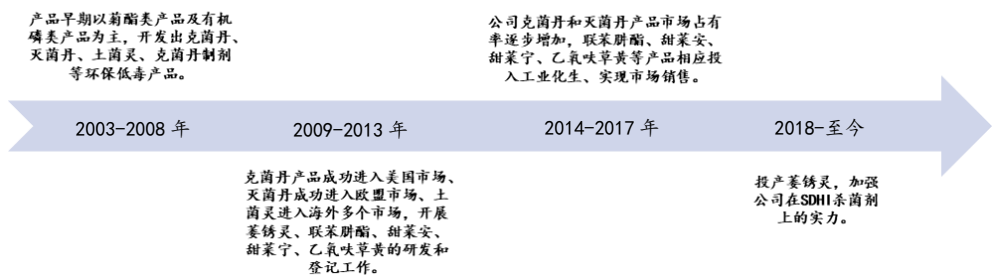 产品早期以菊酯类产品及有机
磷类产品为主，开发出克菌丹、
灭菌丹、土菌灵、克菌丹制剂
等环保低毒产品。
公司克菌丹和灭菌丹产品市场占有
率逐步增加，联苯肼酯、甜菜安、
甜菜宁、乙氧呋草黄等产品相应投
入工业化生、实现市场销售。
2003-2008 年
2009-2013 年
2014-2017 年
2018-至今
克菌丹产品成功进入美国市场、
灭菌丹成功进入欧盟市场、土
菌灵进入海外多个市场，开展
萎锈灵、联苯肼酯、甜菜安、
甜菜宁、乙氧呋草黄的研发和
登记工作。
投产萎锈灵，加强
公司在SDHI杀菌剂
上的实力。